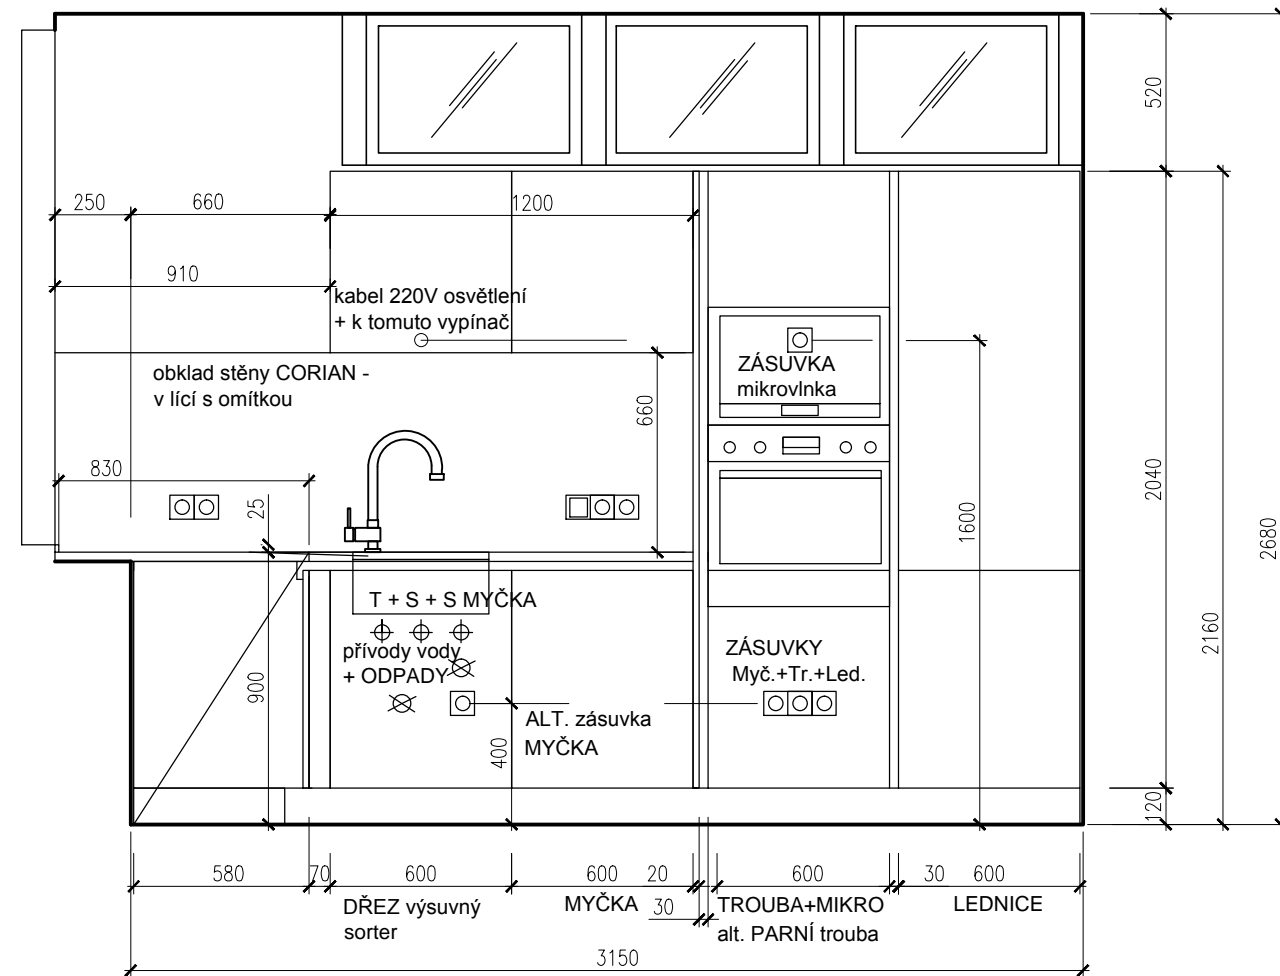 520
250
660
1200
910
kabel 220V osvětlení
+ k tomuto vypínač
obklad stěny CORIAN -
v lící s omítkou
ZÁSUVKA
mikrovlnka
660
830
25
2040
1600
2680
T + S + S MYČKA
přívody vody
+ ODPADY
ZÁSUVKY
Myč.+Tr.+Led.
2160
900
ALT. zásuvka
MYČKA
400
120
580
70
600
600
20
600
30
600
DŘEZ výsuvný
sorter
MYČKA
30
TROUBA+MIKRO
alt. PARNÍ trouba
LEDNICE
3150